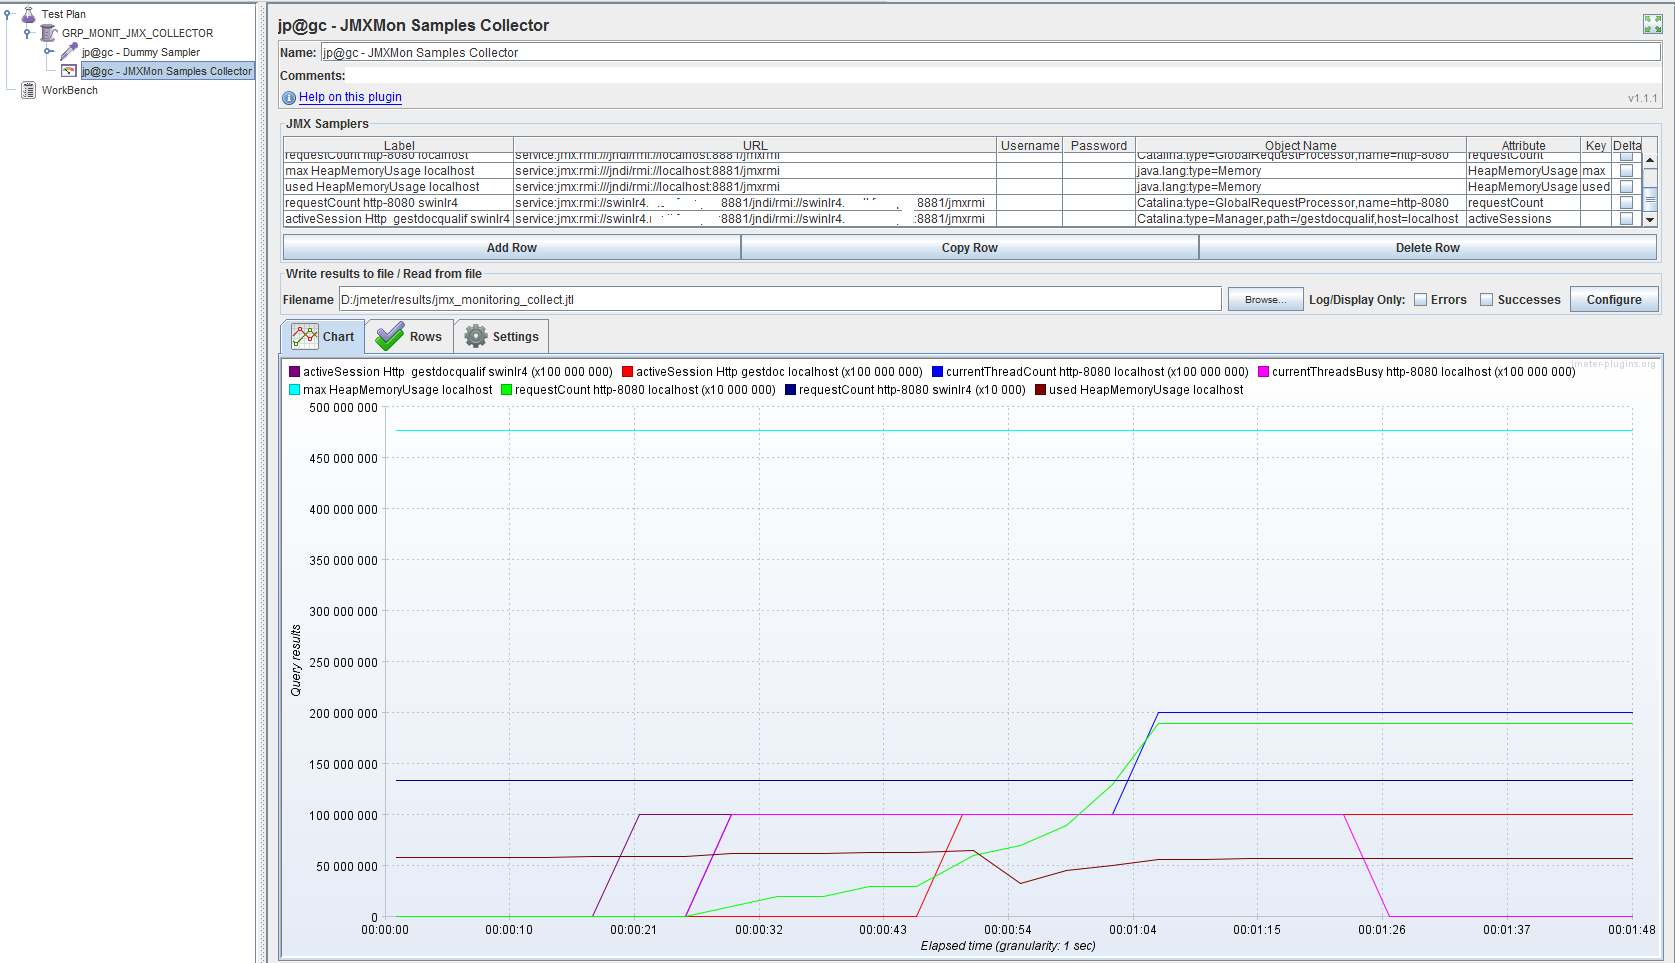 Test Plan
GRP_MONIT_JMX_COLLECTOR
jp@gc - Dummy Sampler
jp@gc - JMXMon Samples Collector
WorkBench
jp@gc - JMXMon Samples Collector
Name: jp@gc - JMXMon Samples Collector
Comments:
Help on this plugin
v1.1.1
JMX Samplers
Label URL Username Password Object Name Attribute Key Delta
requestCount http-8080 localhost service:jmx:rmi:///jndi/rmi://localhost:8881/jmxrmi Catalina:type=GlobalRequestProcessor,name=http-8080 requestCount
max HeapMemoryUsage localhost service:jmx:rmi:///jndi/rmi://localhost:8881/jmxrmi java.lang:type=Memory HeapMemoryUsage max
used HeapMemoryUsage localhost service:jmx:rmi:///jndi/rmi://localhost:8881/jmxrmi java.lang:type=Memory HeapMemoryUsage used
requestCount http-8080 swinlr4 service:jmx:rmi://swinlr4. 8881/jndi/rmi://swinlr4. :8881/jmxrmi Catalina:type=GlobalRequestProcessor,name=http-8080 requestCount
activeSession Http gestdocqualif swinlr4 service:jmx:rmi://swinlr4. 8881/jndi/rmi://swinlr4. :8881/jmxrmi Catalina:type=Manager,path=/gestdocqualif,host=localhost activeSessions
Add Row Copy Row Delete Row
Write results to file / Read from file
Filename D:/jmeter/results/jmx_monitoring_collect.jtl Browse... Log/Display Only: Errors Successes Configure
Chart Rows Settings
jmeter-plugins.org
activeSession Http gestdocqualif swinlr4 (x100 000 000) activeSession Http gestdoc localhost (x100 000 000) currentThreadCount http-8080 localhost (x100 000 000) currentThreadsBusy http-8080 localhost (x100 000 000)
max HeapMemoryUsage localhost requestCount http-8080 localhost (x10 000 000) requestCount http-8080 swinlr4 (x10 000) used HeapMemoryUsage localhost
500 000 000
450 000 000
400 000 000
350 000 000
300 000 000
250 000 000
200 000 000
150 000 000
100 000 000
50 000 000
0
Query results
00:00:00 00:00:10 00:00:21 00:00:32 00:00:43 00:00:54 00:01:04 00:01:15 00:01:26 00:01:37 00:01:48
Elapsed time (granularity: 1 sec)